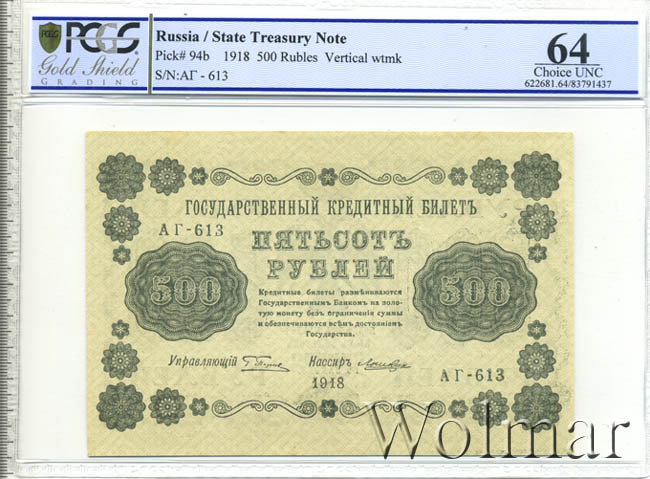 PCGS
Gold Shield
GRADING
Russia / State Treasury Note
Pick# 94b 1918 500 Rubles Vertical wtmk
S/N:АГ - 613
64
Choice UNC
622681.64/83791437
ГОСУДАРСТВЕННЫЙ КРЕДИТНЫЙ БИЛЕТЪ
АГ-613
ПЯТЬСОТЪ
РУБЛЕЙ
500
500
Кредитные билеты размѣниваются
Государственнымъ Банкомъ на золо-
тую монету безъ ограниченія суммы
и обезпечиваются всѣмъ достояніемъ
Государства.
Управляющій
Кассиръ
1918
АГ-613
Wolmar